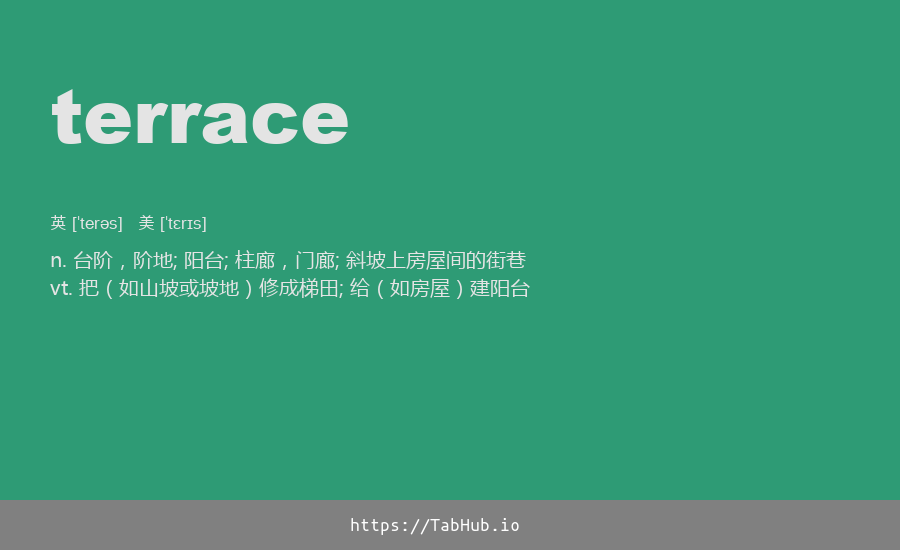 terrace
英 [ˈterəs]   美 [ˈtɛrɪs]
n. 台阶，阶地; 阳台; 柱廊，门廊; 斜坡上房屋间的街巷
vt. 把（如山坡或坡地）修成梯田; 给（如房屋）建阳台
https://TabHub.io